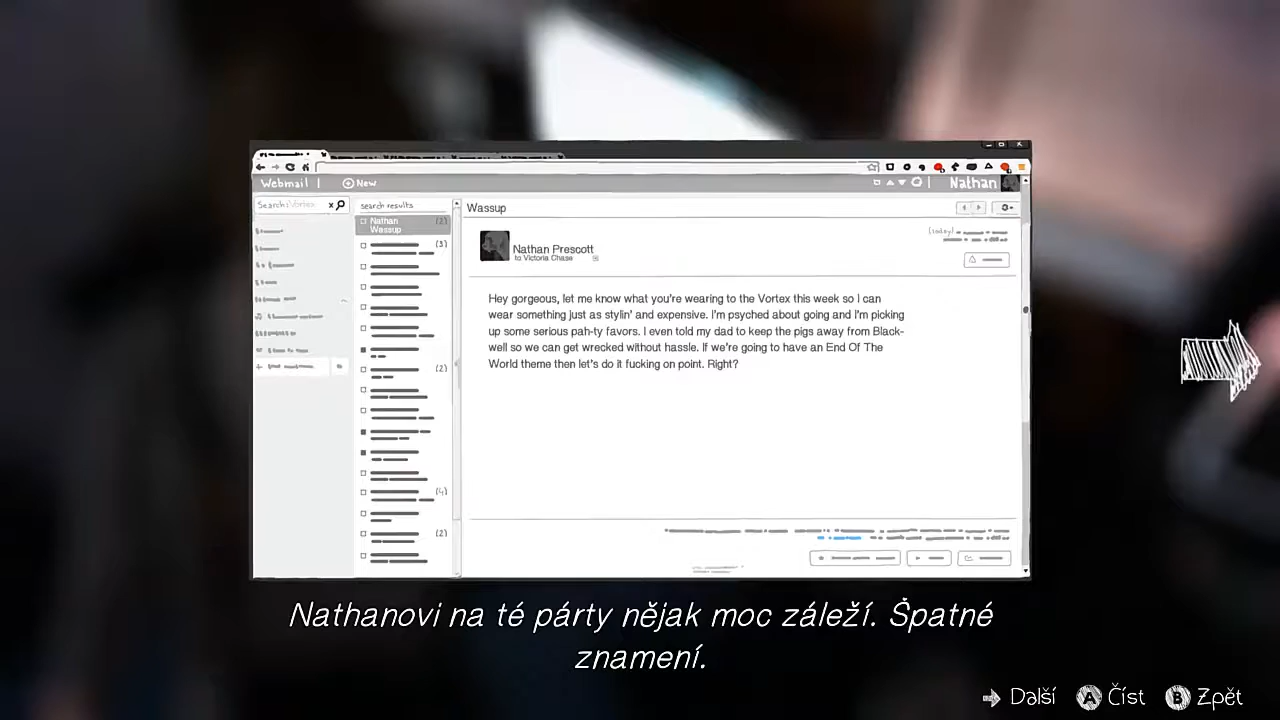 Webmail | New Nathan
Search: Vortex x
search results
Wassup
Nathan (2)
Wassup
(3)
(2)
(4)
(2)
[today]
Nathan Prescott
to Victoria Chase
Hey gorgeous, let me know what you're wearing to the Vortex this week so I can
wear something just as stylin' and expensive. I'm psyched about going and I'm picking
up some serious pah-ty favors. I even told my dad to keep the pigs away from Black-
well so we can get wrecked without hassle. If we're going to have an End Of The
World theme then let's do it fucking on point. Right?
Nathanovi na té párty nějak moc záleží. Špatné
znamení.
Další A Číst B Zpět